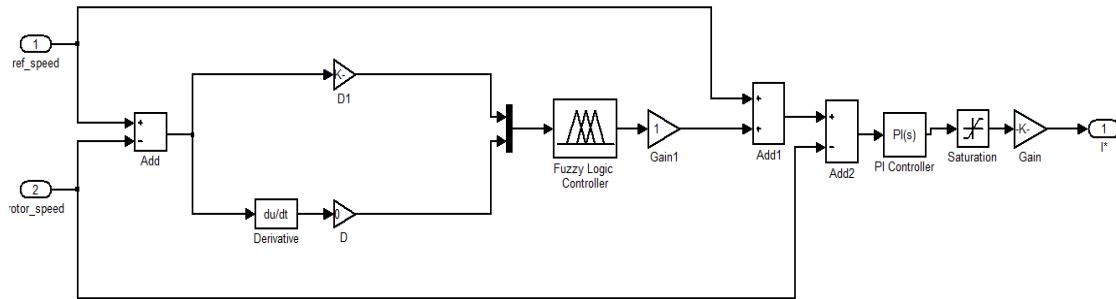 1
ref_speed
2
rotor_speed
+
−
Add
K-
D1
du/dt
Derivative
0
D
Fuzzy Logic
Controller
1
Gain1
+
+
Add1
+
−
Add2
PI(s)
PI Controller
Saturation
-K-
Gain
1
I*